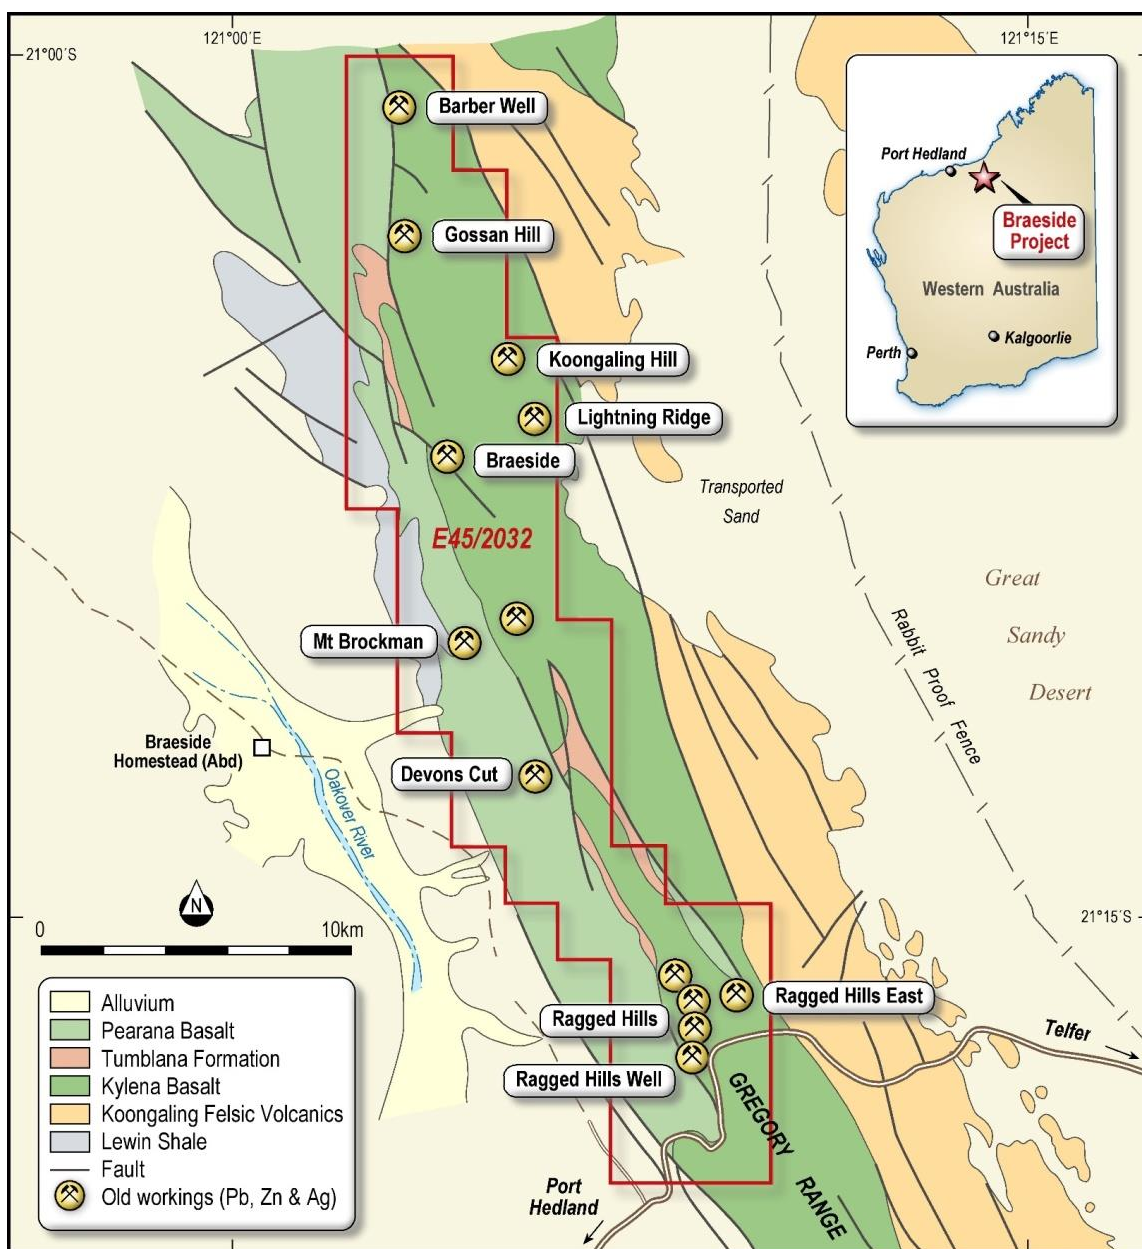 121°00´E
121°15´E
21°00´S
Barber Well
Gossan Hill
Koongaling Hill
Lightning Ridge
Braeside
E45/2032
Mt Brockman
Devons Cut
Ragged Hills East
Ragged Hills
Ragged Hills Well
Port Hedland
Braeside
Project
Western Australia
Kalgoorlie
Perth
Transported
Sand
Great
Sandy
Desert
Rabbit Proof Fence
Braeside
Homestead (Abd)
Oakover River
N
21°15´S
0
10km
Telfer
GREGORY
RANGE
Port
Hedland
Alluvium
Pearana Basalt
Tumblana Formation
Kylena Basalt
Koongaling Felsic Volcanics
Lewin Shale
Fault
Old workings (Pb, Zn & Ag)